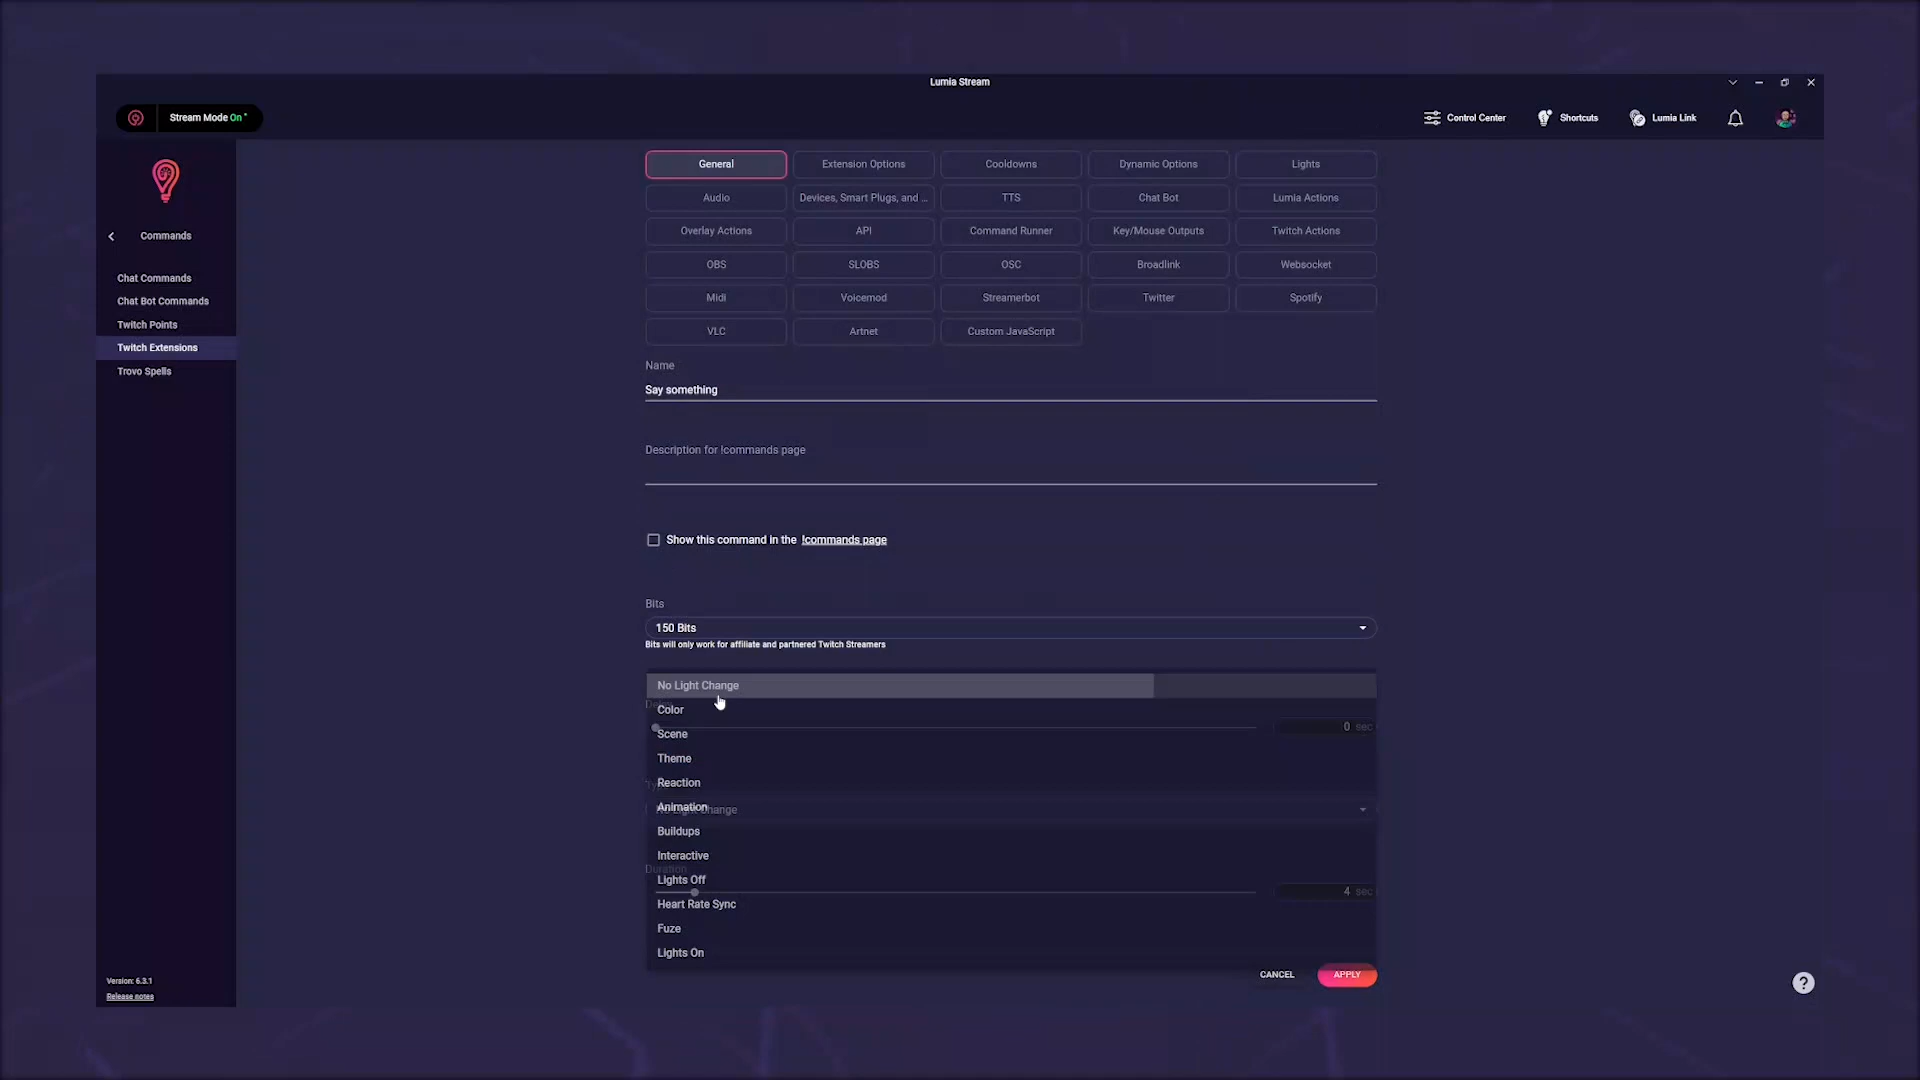 Lumia Stream
Stream Mode On
Control Center
Shortcuts
Lumia Link
Commands
Chat Commands
Chat Bot Commands
Twitch Points
Twitch Extensions
Trovo Spells
General
Extension Options
Cooldowns
Dynamic Options
Lights
Audio
Devices, Smart Plugs, and ...
TTS
Chat Bot
Lumia Actions
Overlay Actions
API
Command Runner
Key/Mouse Outputs
Twitch Actions
OBS
SLOBS
OSC
Broadlink
Websocket
Midi
Voicemod
Streamerbot
Twitter
Spotify
VLC
Artnet
Custom JavaScript
Name
Say something
Description for !commands page
Show this command in the !commands page
Bits
150 Bits
Bits will only work for affiliate and partnered Twitch Streamers
No Light Change
Color
0 sec
Scene
Theme
Reaction
Animation
No Light Change
Buildups
Interactive
Duration
Lights Off
4 sec
Heart Rate Sync
Fuze
Lights On
CANCEL
APPLY
Version: 6.3.1
Release notes
?